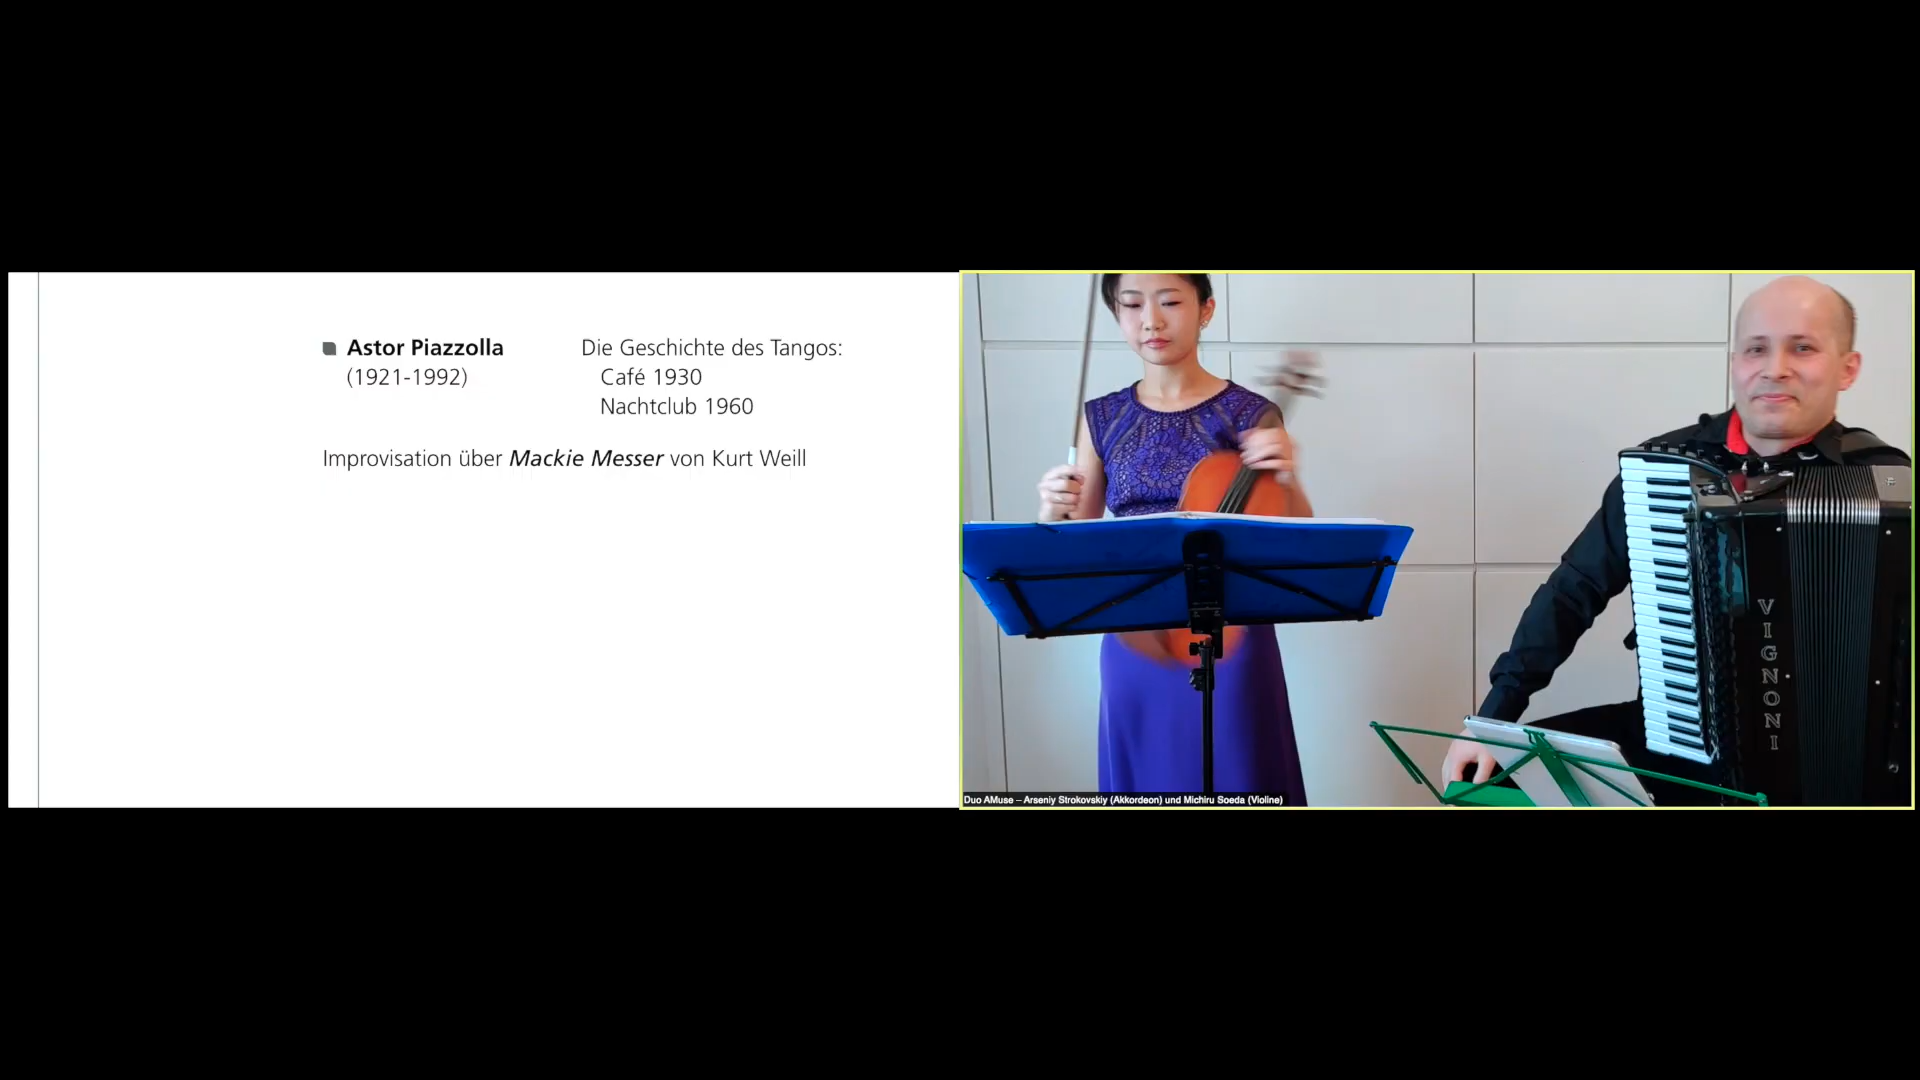 Astor Piazzolla
(1921-1992)
Die Geschichte des Tangos:
Café 1930
Nachtclub 1960
Improvisation über Mackie Messer von Kurt Weill
VIGNONI
Duo AMuse – Arseniy Strokovskiy (Akkordeon) und Michiru Soeda (Violine)